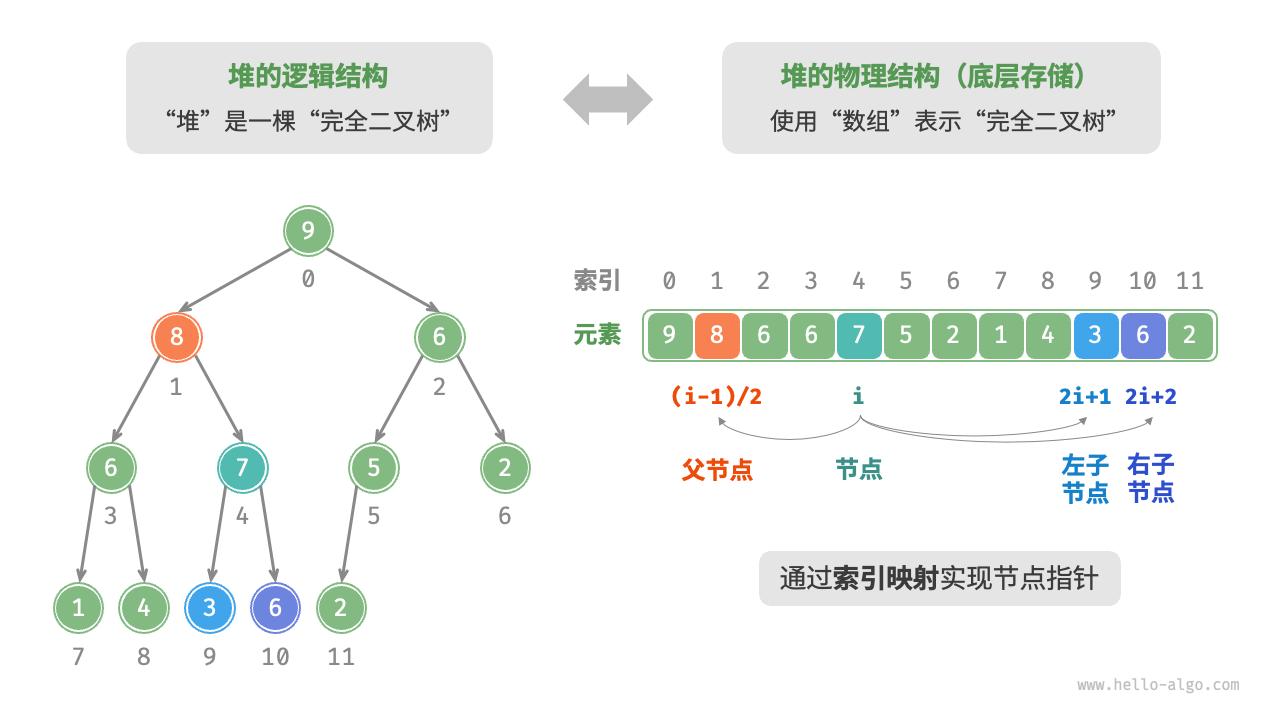 堆的逻辑结构
“堆”是一棵“完全二叉树”
堆的物理结构（底层存储）
使用“数组”表示“完全二叉树”
9
0
8
6
1
2
6
7
5
2
3
4
5
6
1
4
3
6
2
7
8
9
10
11
索引 0 1 2 3 4 5 6 7 8 9 10 11
元素 9 8 6 6 7 5 2 1 4 3 6 2
(i-1)/2
i
2i+1
2i+2
父节点
节点
左子
节点
右子
节点
通过索引映射实现节点指针
www.hello-algo.com